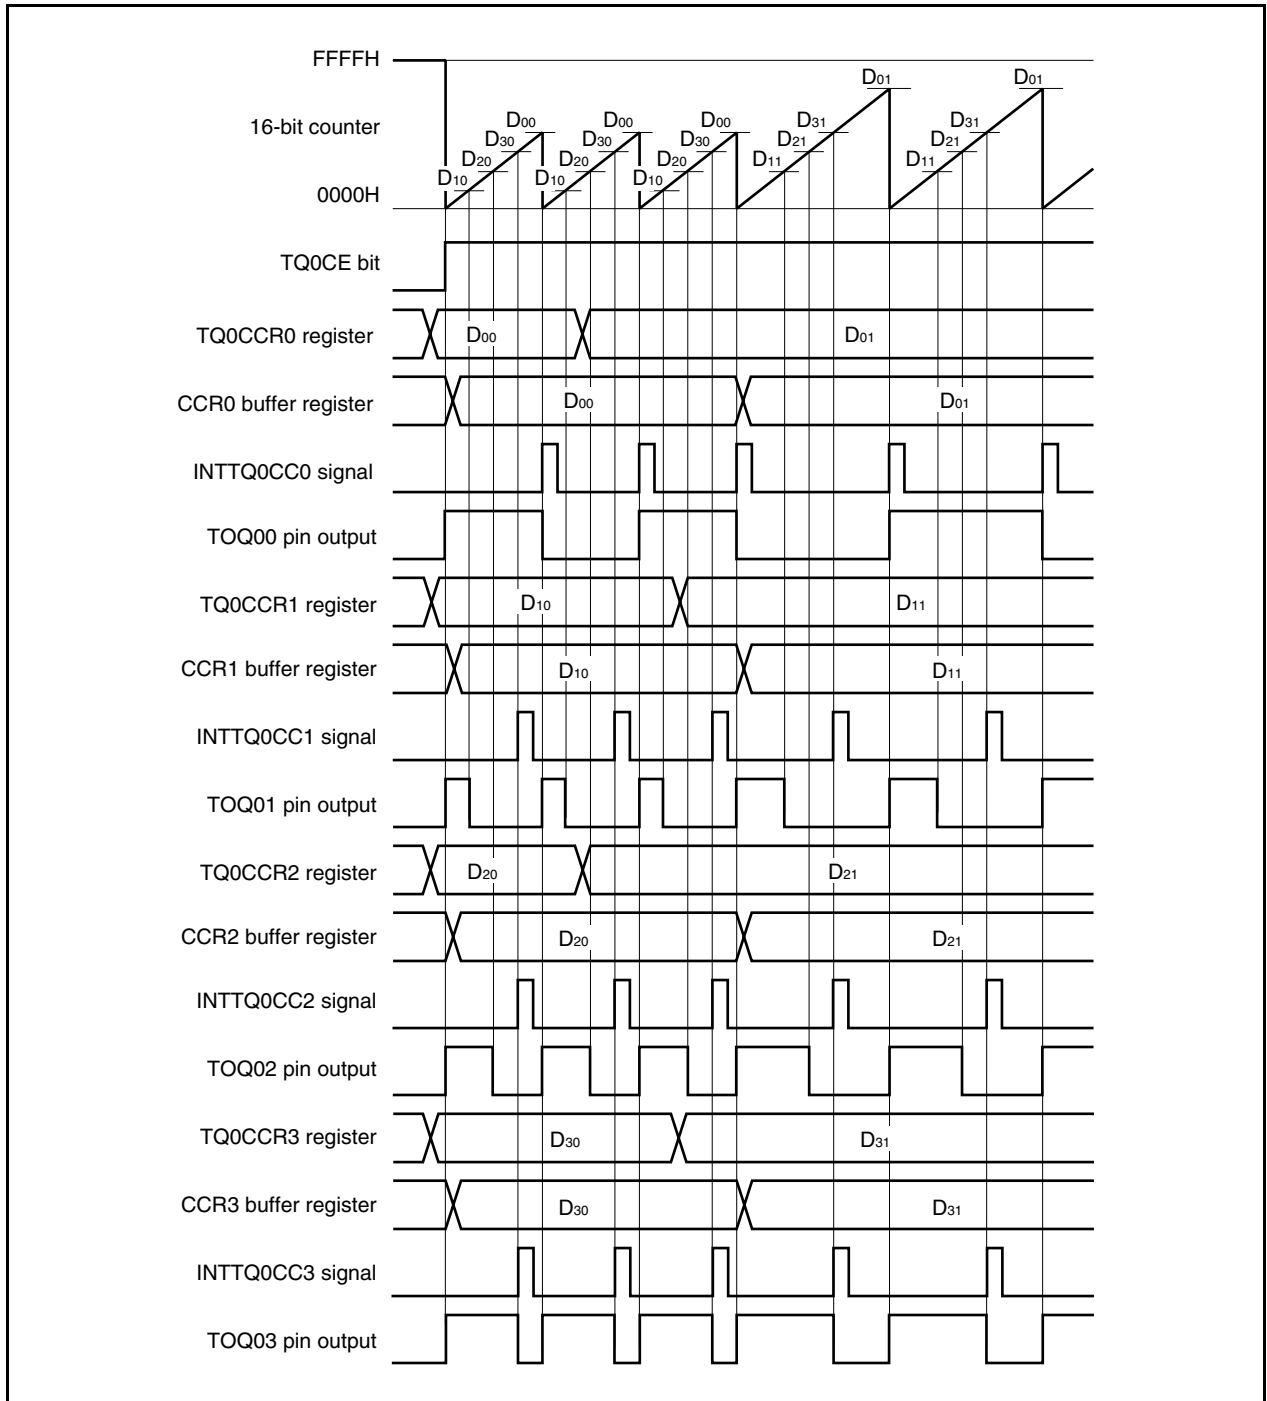 FFFFH
D01 D01
16-bit counter
D00 D00 D00 D31 D31
D30 D30 D30 D21 D21
D20 D20 D20 D11 D11
D10 D10 D10
0000H
TQ0CE bit
TQ0CCR0 register D00 D01
CCR0 buffer register D00 D01
INTTQ0CC0 signal
TOQ00 pin output
TQ0CCR1 register D10 D11
CCR1 buffer register D10 D11
INTTQ0CC1 signal
TOQ01 pin output
TQ0CCR2 register D20 D21
CCR2 buffer register D20 D21
INTTQ0CC2 signal
TOQ02 pin output
TQ0CCR3 register D30 D31
CCR3 buffer register D30 D31
INTTQ0CC3 signal
TOQ03 pin output